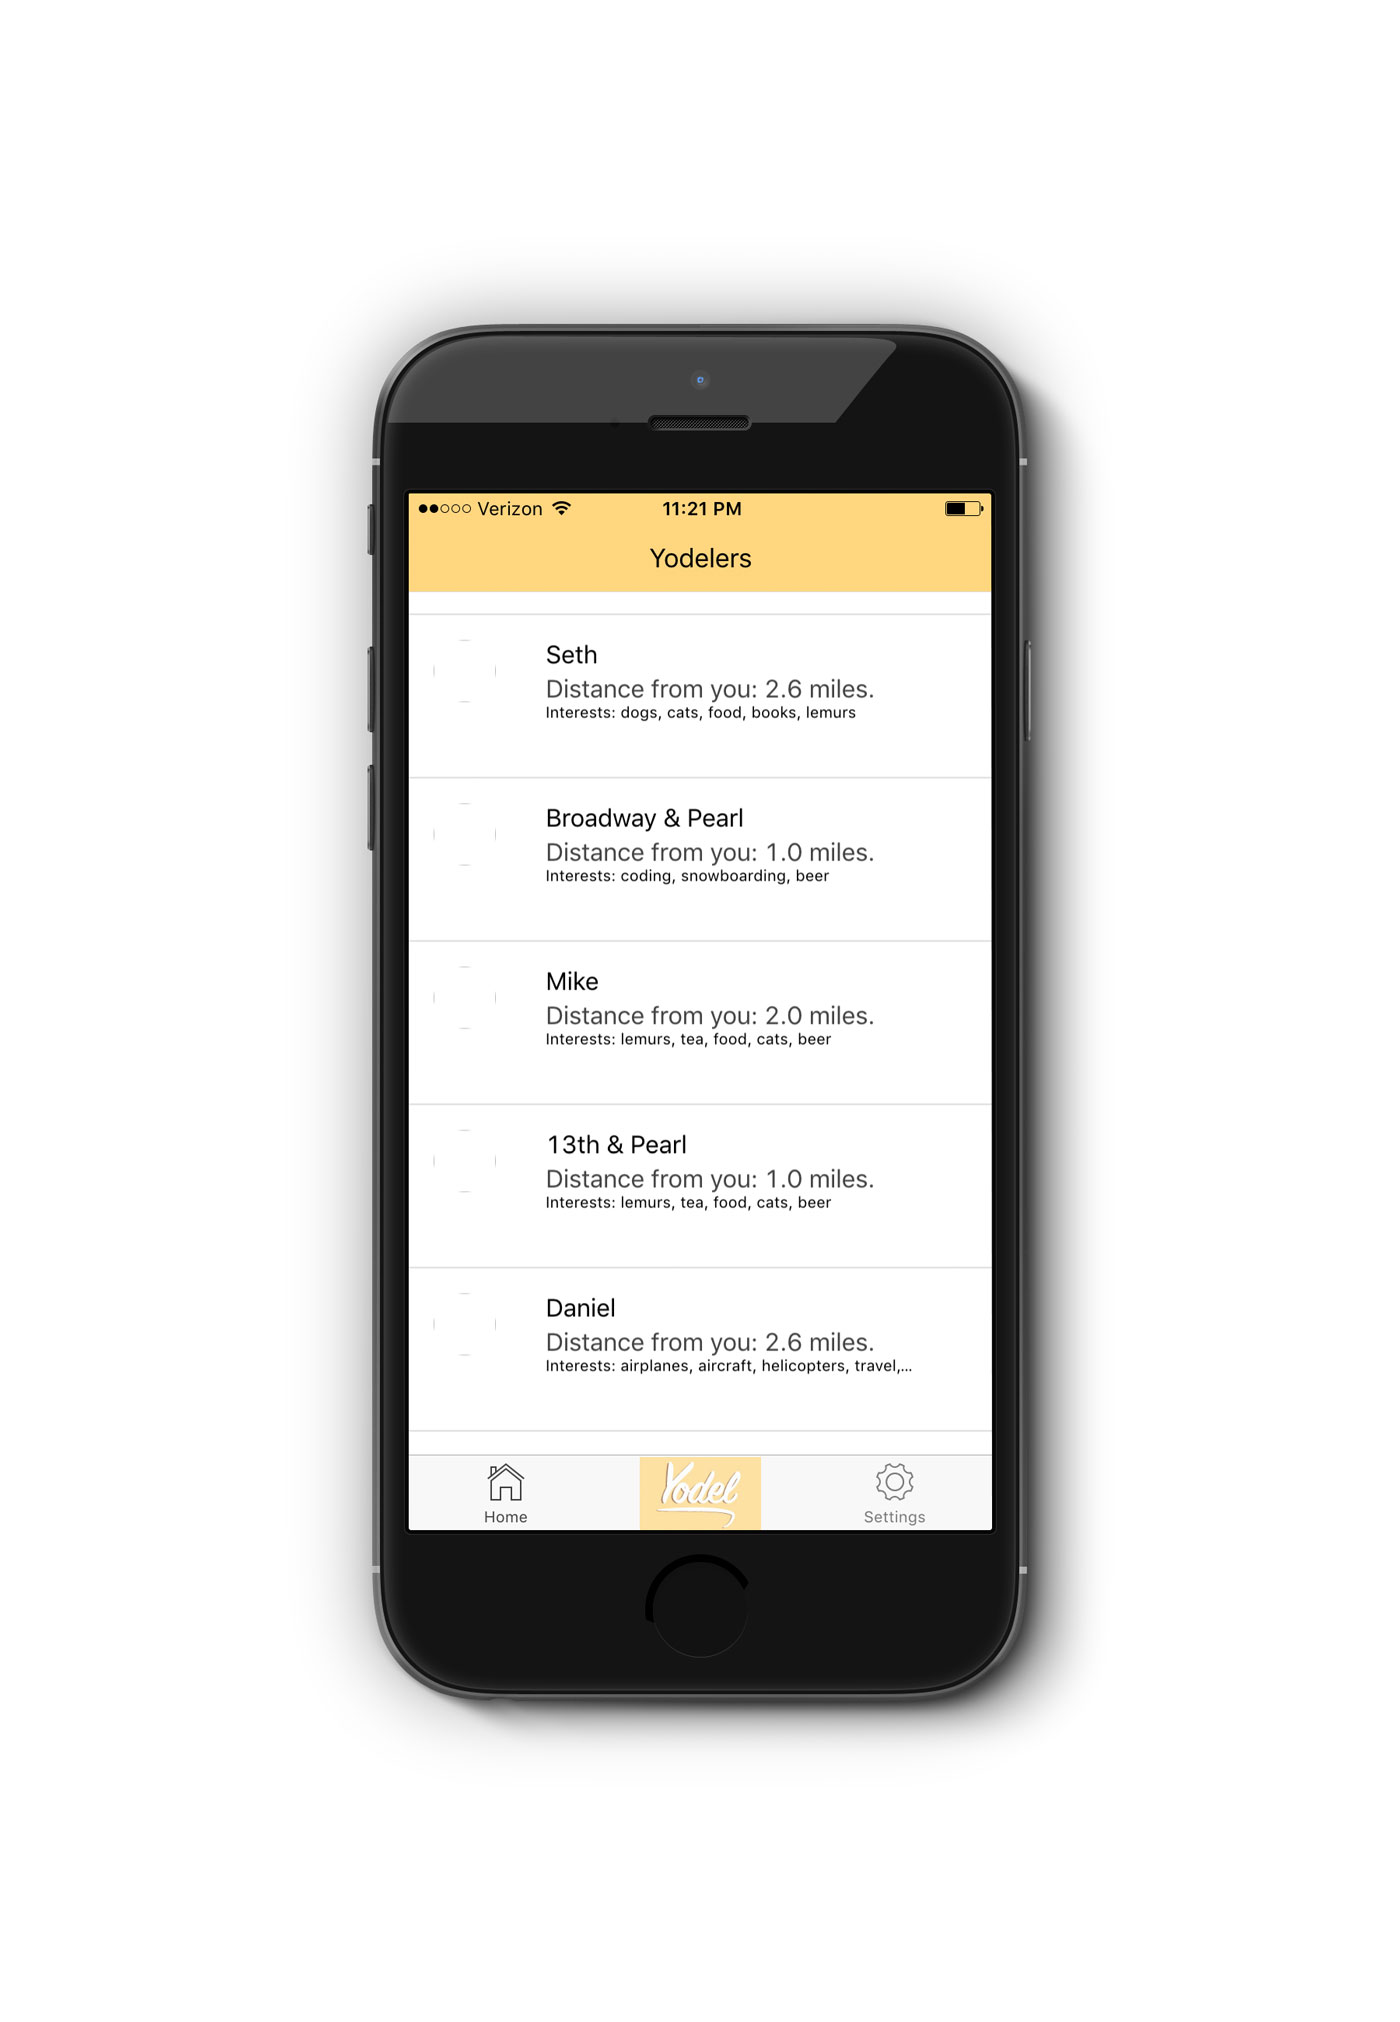 Verizon 11:21 PM
Yodelers
Seth
Distance from you: 2.6 miles.
Interests: dogs, cats, food, books, lemurs
Broadway & Pearl
Distance from you: 1.0 miles.
Interests: coding, snowboarding, beer
Mike
Distance from you: 2.0 miles.
Interests: lemurs, tea, food, cats, beer
13th & Pearl
Distance from you: 1.0 miles.
Interests: lemurs, tea, food, cats, beer
Daniel
Distance from you: 2.6 miles.
Interests: airplanes, aircraft, helicopters, travel,...
Home Yodel Settings